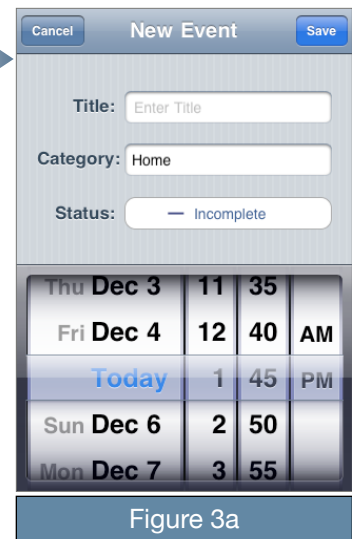 Cancel New Event Save
Title: Enter Title
Category: Home
Status: — Incomplete
Thu Dec 3 11 35
Fri Dec 4 12 40 AM
Today 1 45 PM
Sun Dec 6 2 50
Mon Dec 7 3 55
Figure 3a